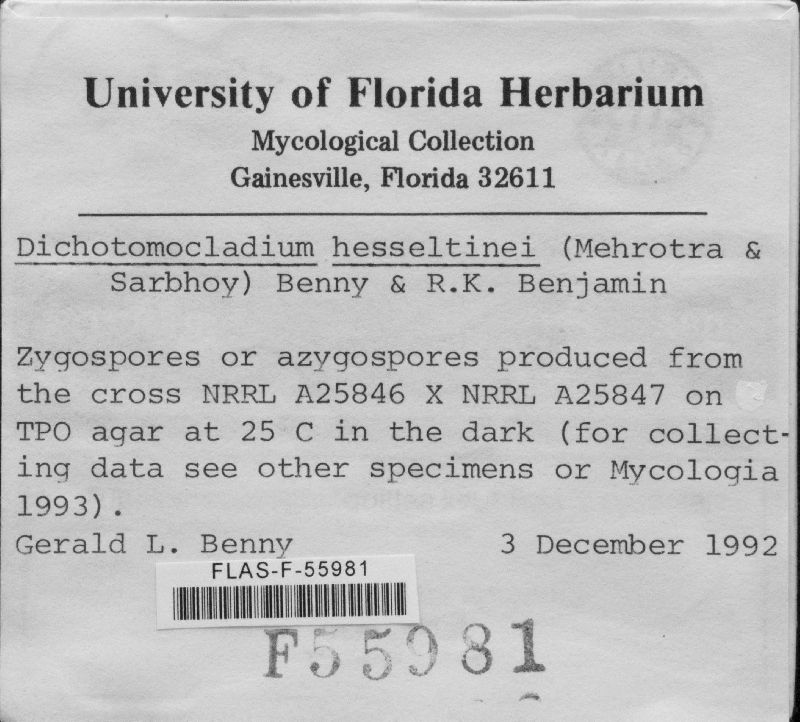 University of Florida Herbarium
Mycological Collection
Gainesville, Florida 32611
Dichotomocladium hesseltinei (Mehrotra &
Sarbhoy) Benny & R.K. Benjamin
Zygospores or azygospores produced from
the cross NRRL A25846 X NRRL A25847 on
TPO agar at 25 C in the dark (for collect-
ing data see other specimens or Mycologia
1993).
Gerald L. Benny 3 December 1992
FLAS-F-55981
F55981